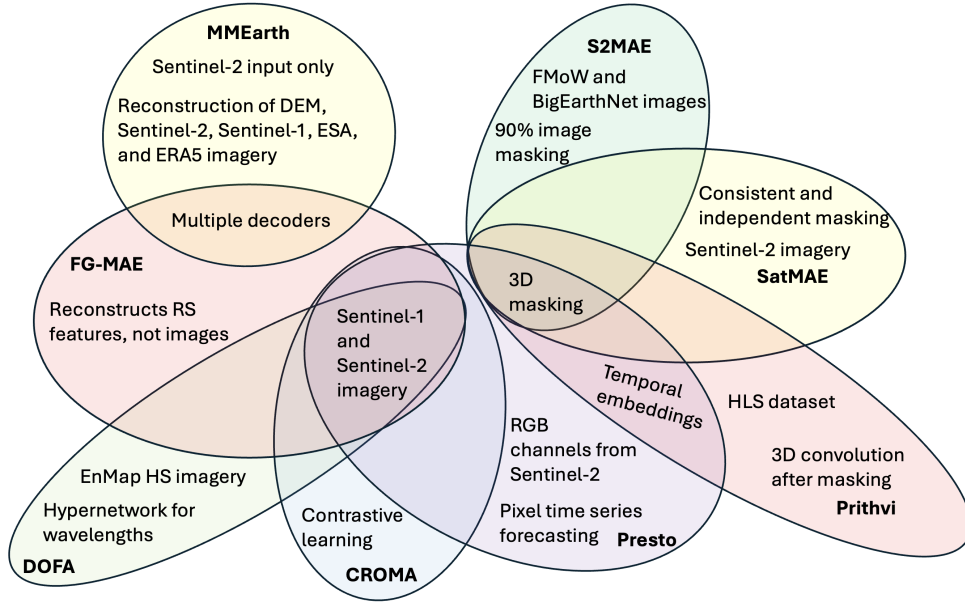 MMEarth
Sentinel-2 input only
Reconstruction of DEM,
Sentinel-2, Sentinel-1, ESA,
and ERA5 imagery
Multiple decoders
FG-MAE
Reconstructs RS
features, not images
Sentinel-1
and
Sentinel-2
imagery
EnMap HS imagery
Hypernetwork for
wavelengths
DOFA
Contrastive
learning
CROMA
S2MAE
FMoW and
BigEarthNet images
90% image
masking
Consistent and
independent masking
Sentinel-2 imagery
SatMAE
3D
masking
Temporal
embeddings
HLS dataset
3D convolution
after masking
Prithvi
RGB
channels from
Sentinel-2
Pixel time series
forecasting
Presto